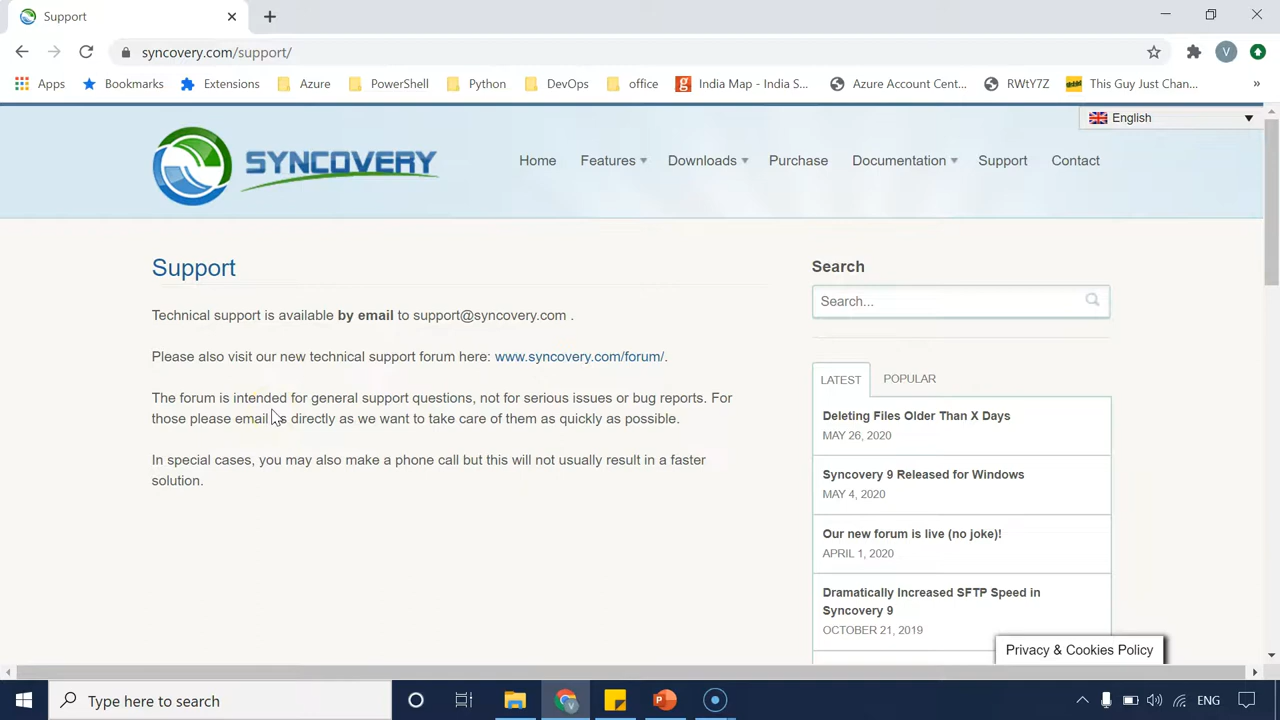 Support
syncovery.com/support/
V
Apps
Bookmarks
Extensions
Azure
PowerShell
Python
DevOps
office
India Map - India S...
Azure Account Cent...
RWtY7Z
This Guy Just Chan...
»
English
SYNCOVERY
Home
Features
Downloads
Purchase
Documentation
Support
Contact
Support
Technical support is available by email to support@syncovery.com .
Please also visit our new technical support forum here: www.syncovery.com/forum/.
The forum is intended for general support questions, not for serious issues or bug reports. For
those please email us directly as we want to take care of them as quickly as possible.
In special cases, you may also make a phone call but this will not usually result in a faster
solution.
Search
Search...
LATEST
POPULAR
Deleting Files Older Than X Days
MAY 26, 2020
Syncovery 9 Released for Windows
MAY 4, 2020
Our new forum is live (no joke)!
APRIL 1, 2020
Dramatically Increased SFTP Speed in
Syncovery 9
OCTOBER 21, 2019
Privacy & Cookies Policy
Type here to search
ENG